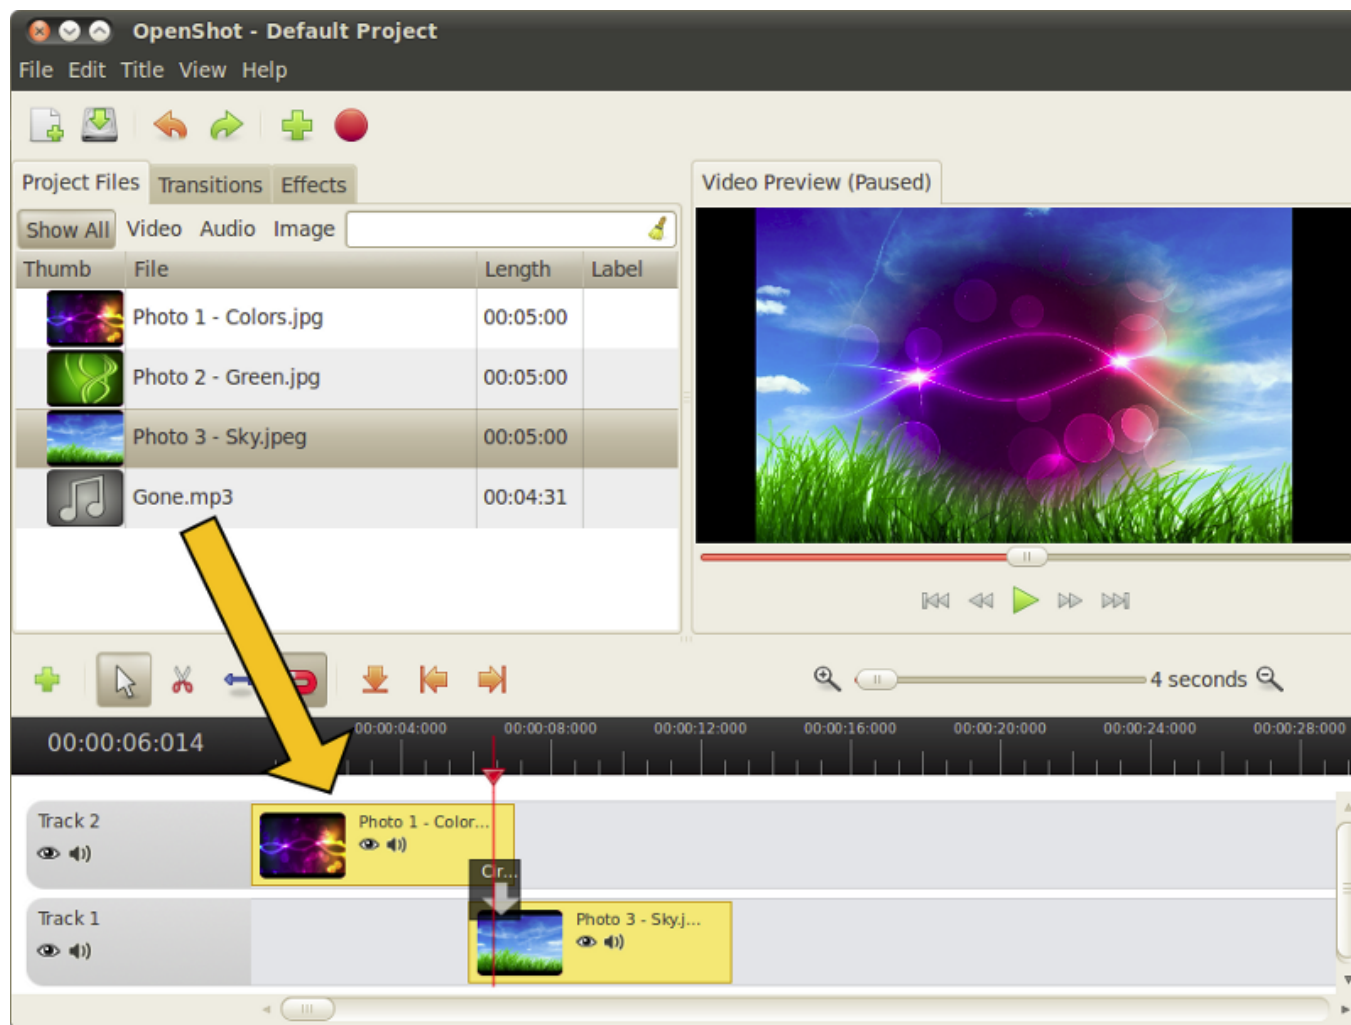 OpenShot - Default Project
File Edit Title View Help
Project Files Transitions Effects
Video Preview (Paused)
Show All Video Audio Image
Thumb File Length Label
Photo 1 - Colors.jpg 00:05:00
Photo 2 - Green.jpg 00:05:00
Photo 3 - Sky.jpeg 00:05:00
Gone.mp3 00:04:31
4 seconds
00:00:06:014
00:00:04:000 00:00:08:000 00:00:12:000 00:00:16:000 00:00:20:000 00:00:24:000 00:00:28:000
Track 2
Photo 1 - Color...
Cir...
Track 1
Photo 3 - Sky.j...